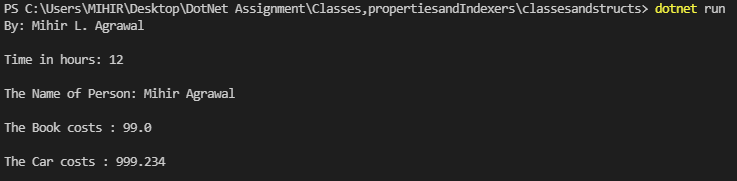 PS C:\Users\MIHIR\Desktop\DotNet Assignment\Classes,propertiesandIndexers\classesandstructs> dotnet run
By: Mihir L. Agrawal
Time in hours: 12
The Name of Person: Mihir Agrawal
The Book costs : 99.0
The Car costs : 999.234